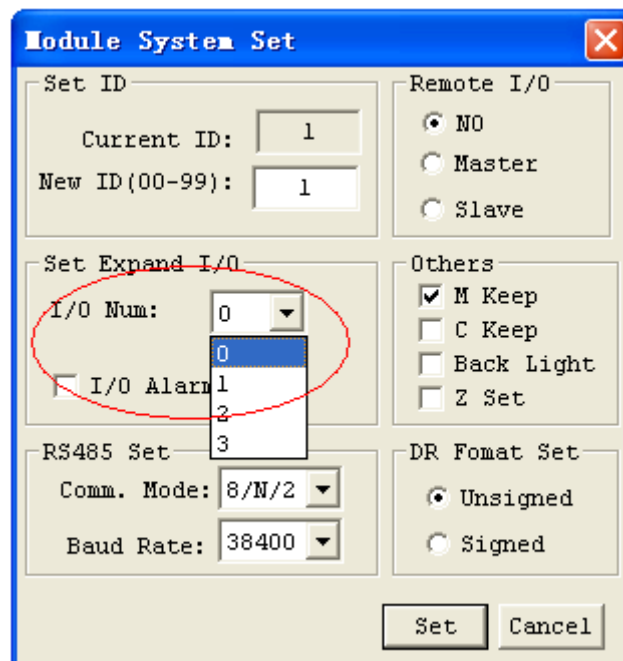 Module System Set
Set ID
Current ID: 1
New ID(00-99): 1
Remote I/O
NO
Master
Slave
Set Expand I/O
I/O Num: 0
0
1
2
3
I/O Alarm
Others
M Keep
C Keep
Back Light
Z Set
RS485 Set
Comm. Mode: 8/N/2
Baud Rate: 38400
DR Fomat Set
Unsigned
Signed
Set
Cancel